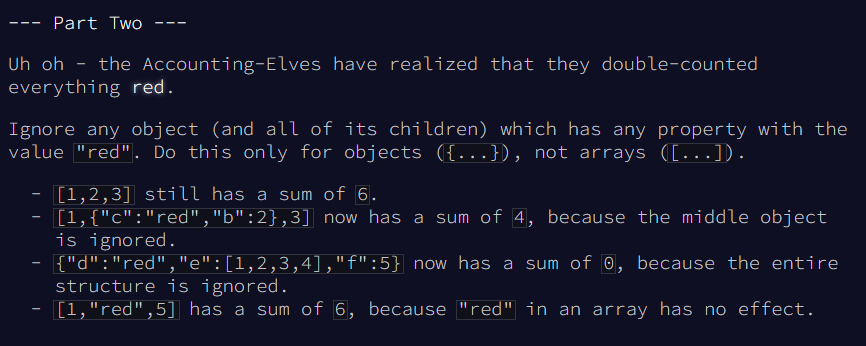 --- Part Two ---
Uh oh - the Accounting-Elves have realized that they double-counted
everything red.
Ignore any object (and all of its children) which has any property with the
value "red". Do this only for objects ({...}), not arrays ([...]).
- [1,2,3] still has a sum of 6.
- [1,{"c":"red","b":2},3] now has a sum of 4, because the middle object
is ignored.
- {"d":"red","e":[1,2,3,4],"f":5} now has a sum of 0, because the entire
structure is ignored.
- [1,"red",5] has a sum of 6, because "red" in an array has no effect.